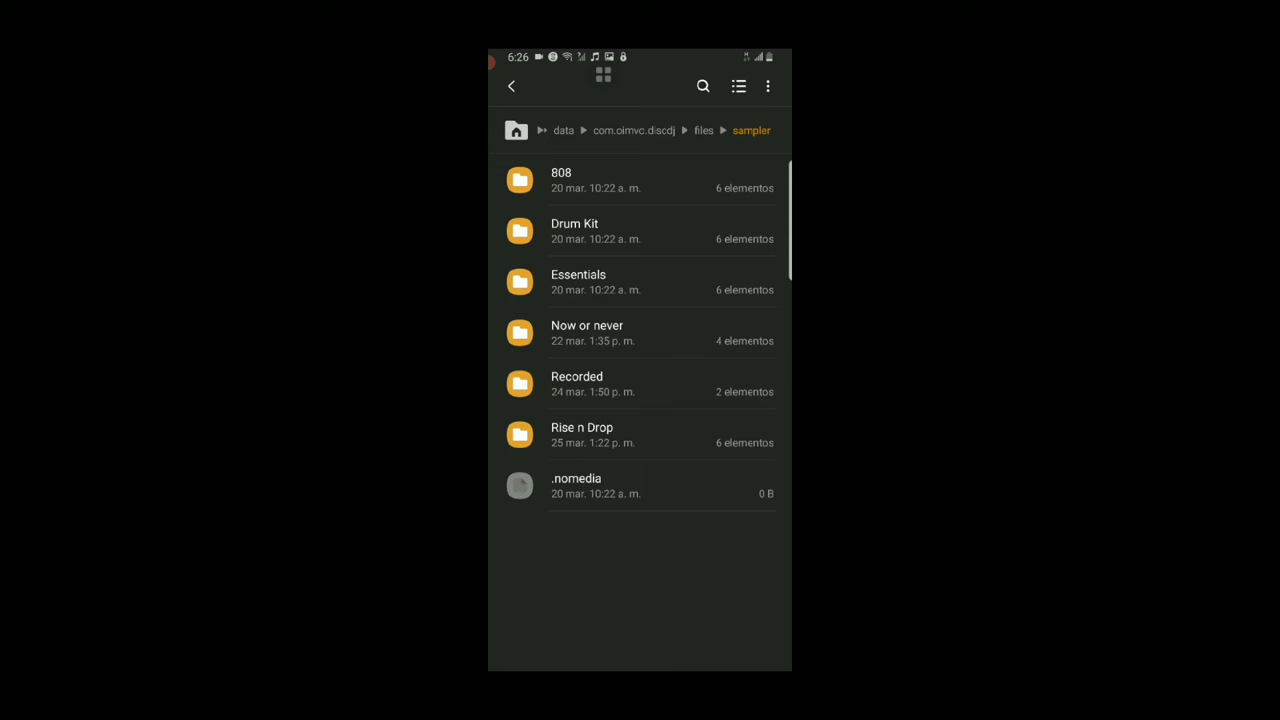 6:26
data com.oimvo.discdj files sampler
808
20 mar. 10:22 a. m. 6 elementos
Drum Kit
20 mar. 10:22 a. m. 6 elementos
Essentials
20 mar. 10:22 a. m. 6 elementos
Now or never
22 mar. 1:35 p. m. 4 elementos
Recorded
24 mar. 1:50 p. m. 2 elementos
Rise n Drop
25 mar. 1:22 p. m. 6 elementos
.nomedia
20 mar. 10:22 a. m. 0 B